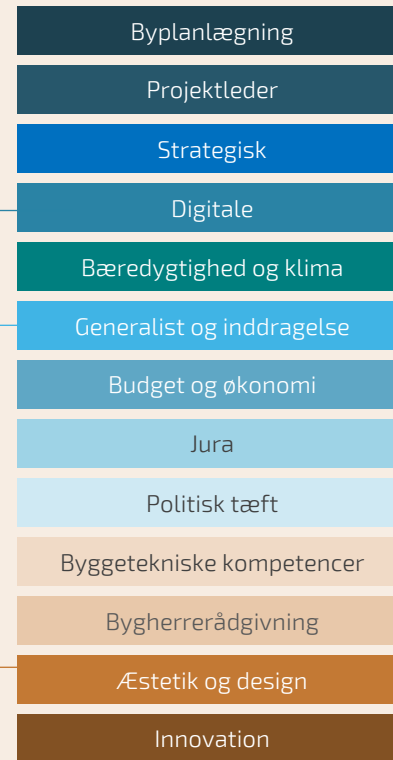 Byplanlægning
Projektleder
Strategisk
Digitale
Bæredygtighed og klima
Generalist og inddragelse
Budget og økonomi
Jura
Politisk tæft
Byggetekniske kompetencer
Bygherrerådgivning
Æstetik og design
Innovation